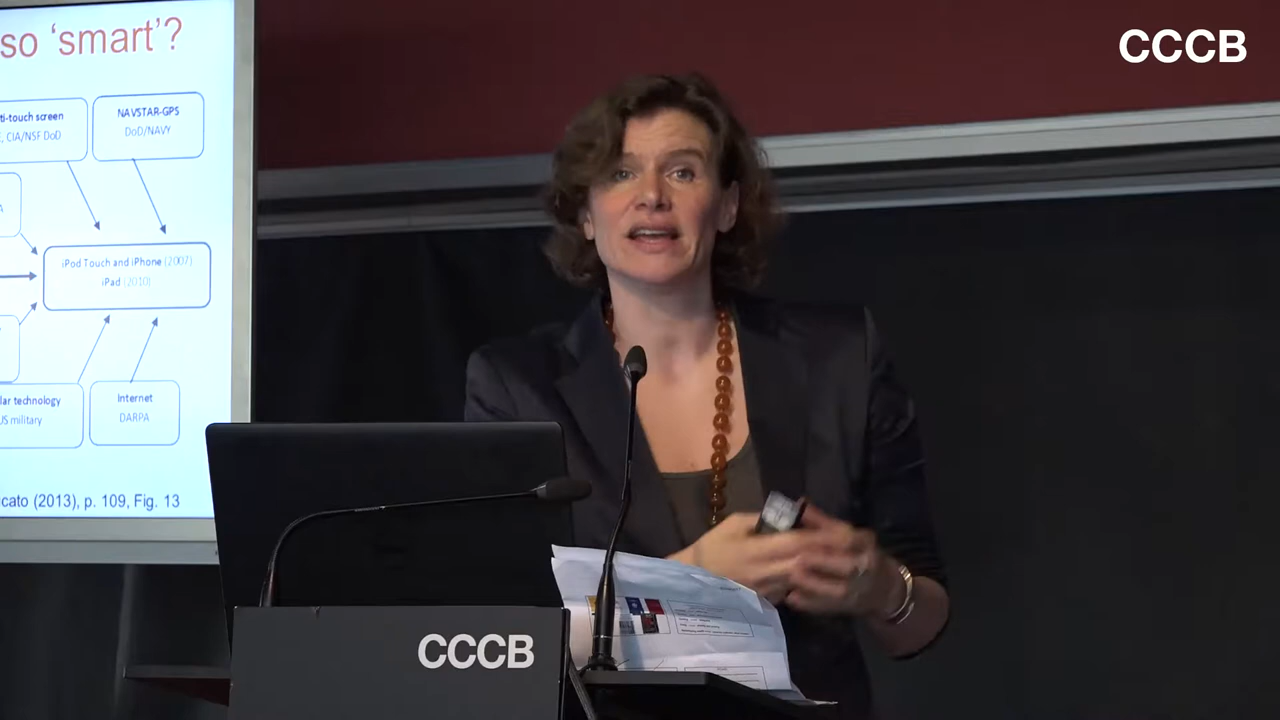 CCCB
so ‘smart’?
ti-touch screen
, CIA/NSF DoD
NAVSTAR-GPS
DoD/NAVY
A
iPod Touch and iPhone (2007)
iPad (2010)
lar technology
US military
Internet
DARPA
cato (2013), p. 109, Fig. 13
CCCB